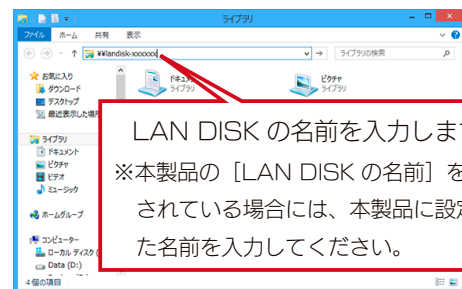 ライブラリ
ファイル ホーム 共有 表示
¥¥landisk-xxxxxx ライブラリの検索
お気に入り
ダウンロード
デスクトップ
最近表示した場所
ライブラリ
ドキュメント
ピクチャ
ビデオ
ミュージック
ホームグループ
コンピューター
ローカル ディスク (
Data (D:)
4 個の項目
ドキュメント
ライブラリ
ピクチャ
ライブラリ
LAN DISK の名前を入力しま
※本製品の［LAN DISK の名前］を
されている場合には、本製品に設定
た名前を入力してください。